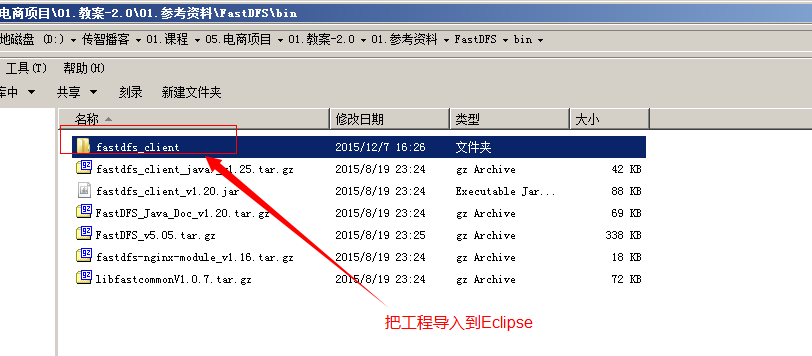 电商项目\01.教案-2.0\01.参考资料\FastDFS\bin
地磁盘 (D:) 传智播客 01.课程 05.电商项目 01.教案-2.0 01.参考资料 FastDFS bin
工具(T) 帮助(H)
库中 共享 刻录 新建文件夹
名称 修改日期 类型 大小
fastdfs_client 2015/12/7 16:26 文件夹
fastdfs_client_java_v1.25.tar.gz 2015/8/19 23:24 gz Archive 42 KB
fastdfs_client_v1.20.jar 2015/8/19 23:24 Executable Jar... 88 KB
FastDFS_Java_Doc_v1.20.tar.gz 2015/8/19 23:24 gz Archive 69 KB
FastDFS_v5.05.tar.gz 2015/8/19 23:25 gz Archive 338 KB
fastdfs-nginx-module_v1.16.tar.gz 2015/8/19 23:24 gz Archive 18 KB
libfastcommonV1.0.7.tar.gz 2015/8/19 23:24 gz Archive 72 KB
把工程导入到Eclipse